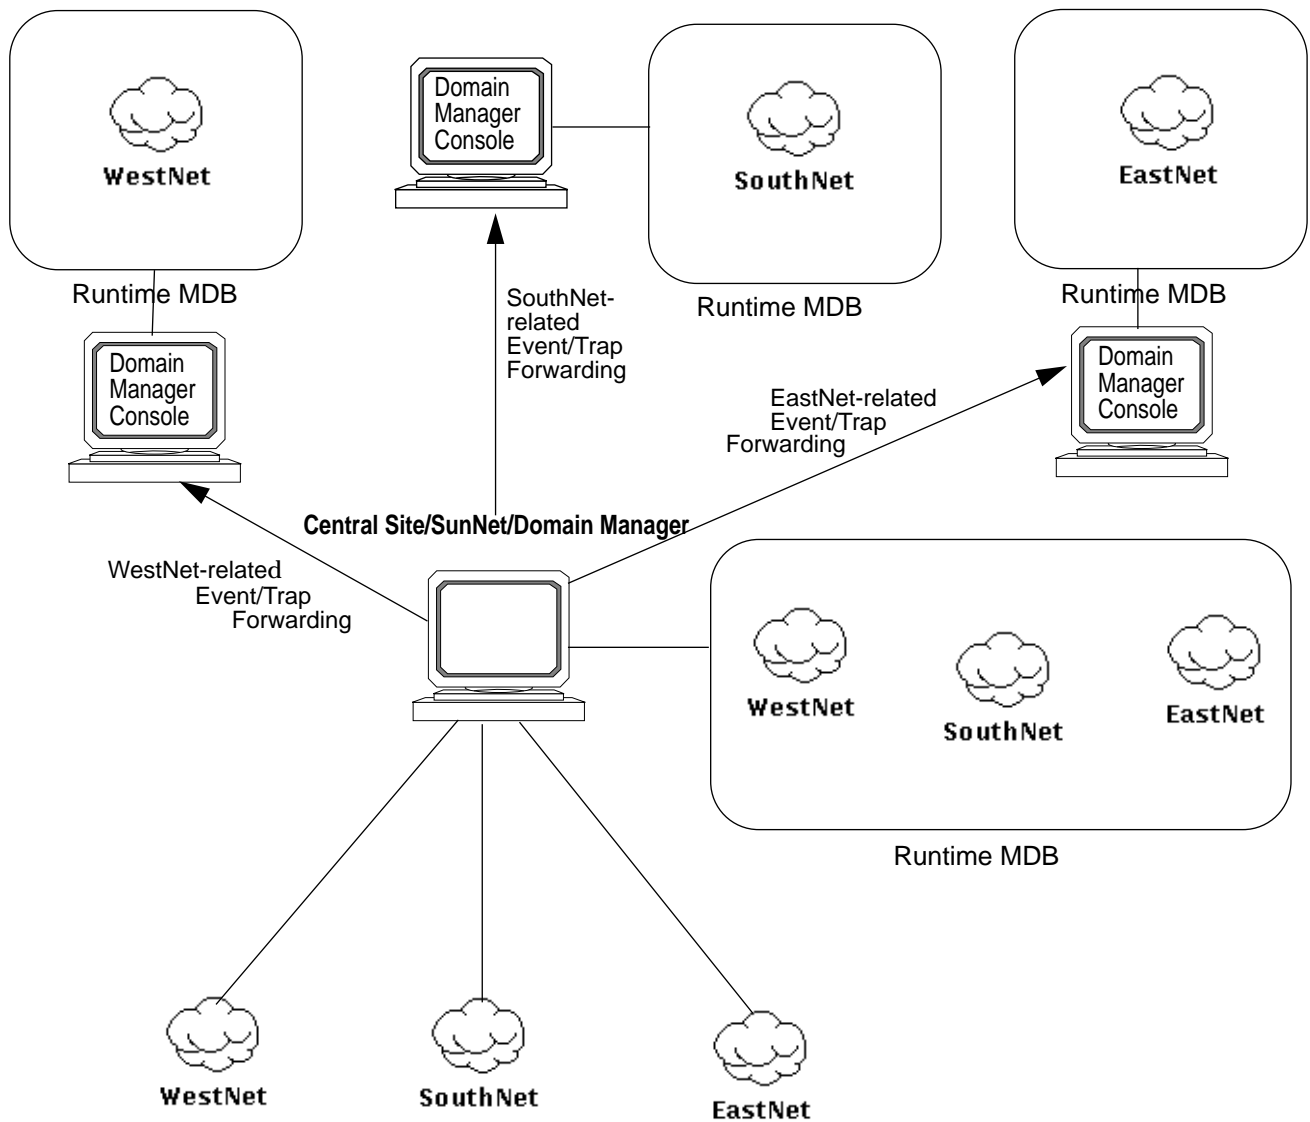 WestNet
Runtime MDB
Domain
Manager
Console
Domain
Manager
Console
SouthNet
Runtime MDB
EastNet
Runtime MDB
Domain
Manager
Console
SouthNet-
related
Event/Trap
Forwarding
EastNet-related
Event/Trap
Forwarding
Central Site/SunNet/Domain Manager
WestNet-related
Event/Trap
Forwarding
WestNet
SouthNet
EastNet
Runtime MDB
WestNet
SouthNet
EastNet